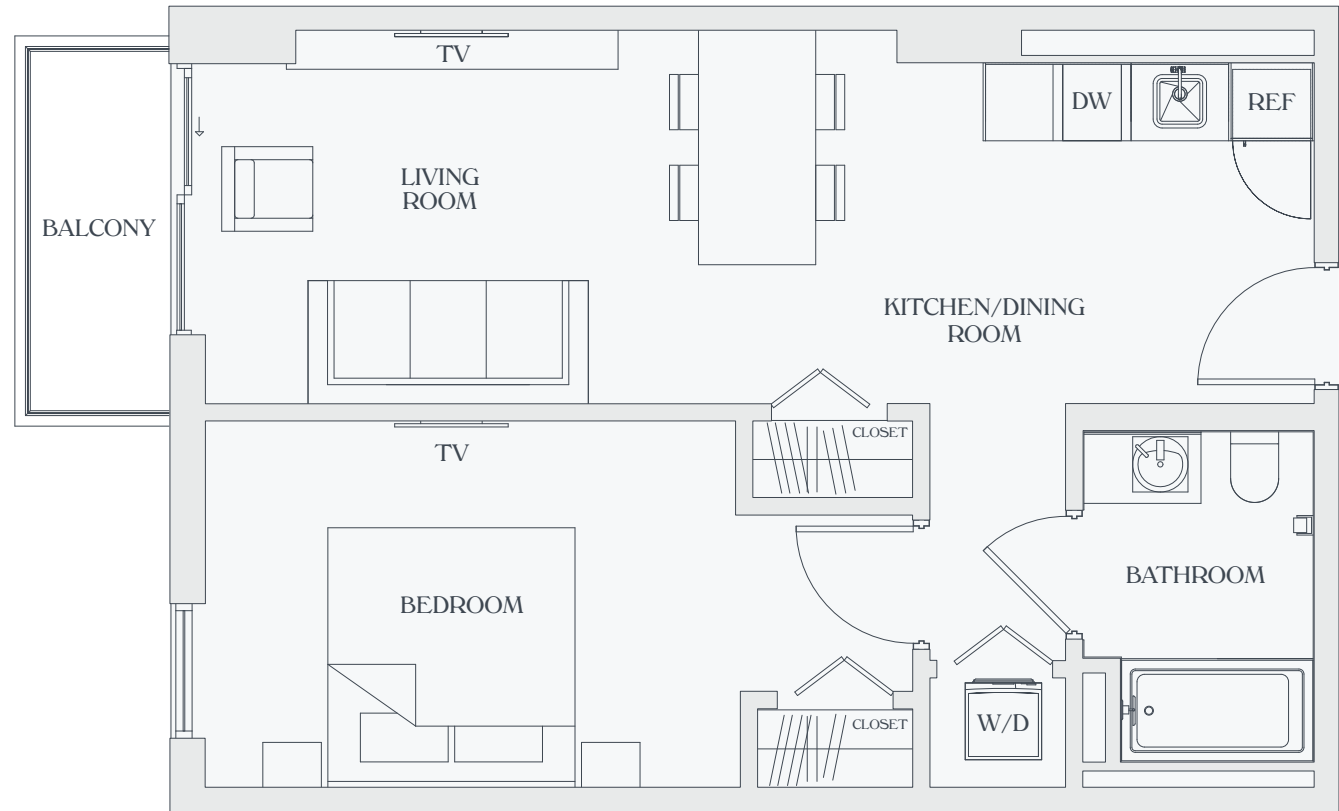 TV
DW
REF
LIVING
ROOM
BALCONY
KITCHEN/DINING
ROOM
CLOSET
TV
BATHROOM
BEDROOM
CLOSET
W/D